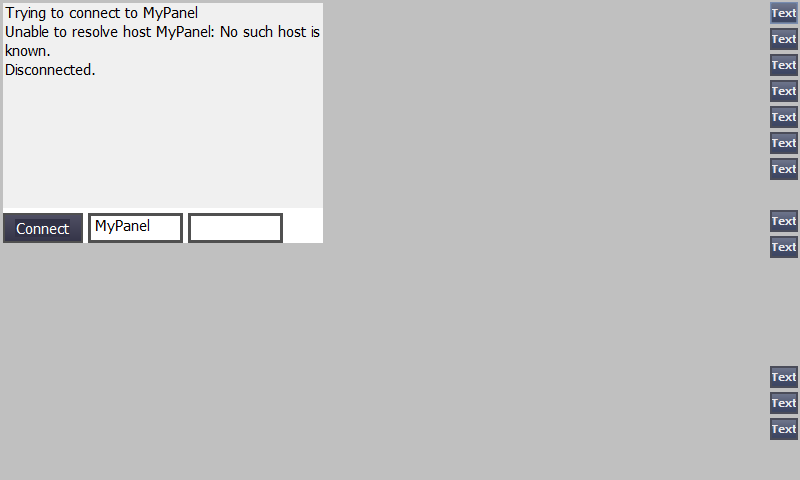 Trying to connect to MyPanel
Unable to resolve host MyPanel: No such host is
known.
Disconnected.
Connect
MyPanel
Text
Text
Text
Text
Text
Text
Text
Text
Text
Text
Text
Text